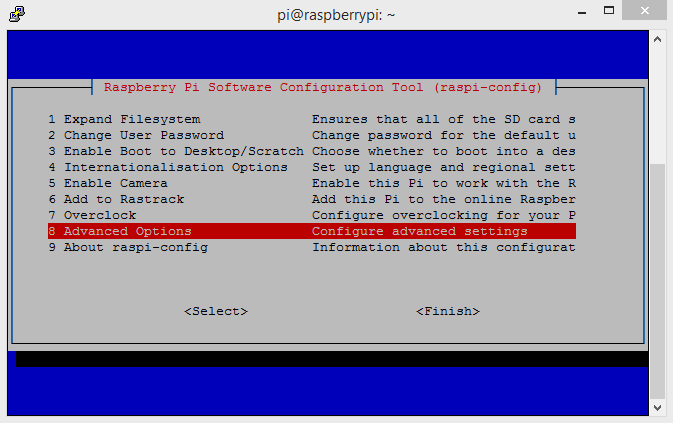 pi@raspberrypi: ~
Raspberry Pi Software Configuration Tool (raspi-config)
1 Expand Filesystem Ensures that all of the SD card s
2 Change User Password Change password for the default u
3 Enable Boot to Desktop/Scratch Choose whether to boot into a des
4 Internationalisation Options Set up language and regional sett
5 Enable Camera Enable this Pi to work with the R
6 Add to Rastrack Add this Pi to the online Raspber
7 Overclock Configure overclocking for your P
8 Advanced Options Configure advanced settings
9 About raspi-config Information about this configurat
<Select> <Finish>